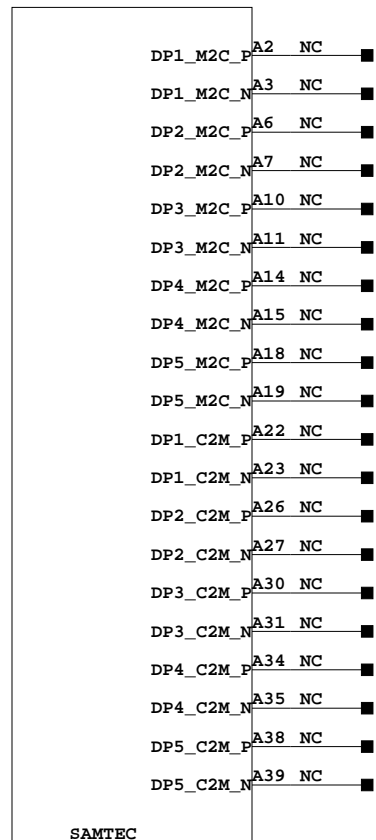 DP1_M2C_P A2 NC
DP1_M2C_N A3 NC
DP2_M2C_P A6 NC
DP2_M2C_N A7 NC
DP3_M2C_P A10 NC
DP3_M2C_N A11 NC
DP4_M2C_P A14 NC
DP4_M2C_N A15 NC
DP5_M2C_P A18 NC
DP5_M2C_N A19 NC
DP1_C2M_P A22 NC
DP1_C2M_N A23 NC
DP2_C2M_P A26 NC
DP2_C2M_N A27 NC
DP3_C2M_P A30 NC
DP3_C2M_N A31 NC
DP4_C2M_P A34 NC
DP4_C2M_N A35 NC
DP5_C2M_P A38 NC
DP5_C2M_N A39 NC
SAMTEC